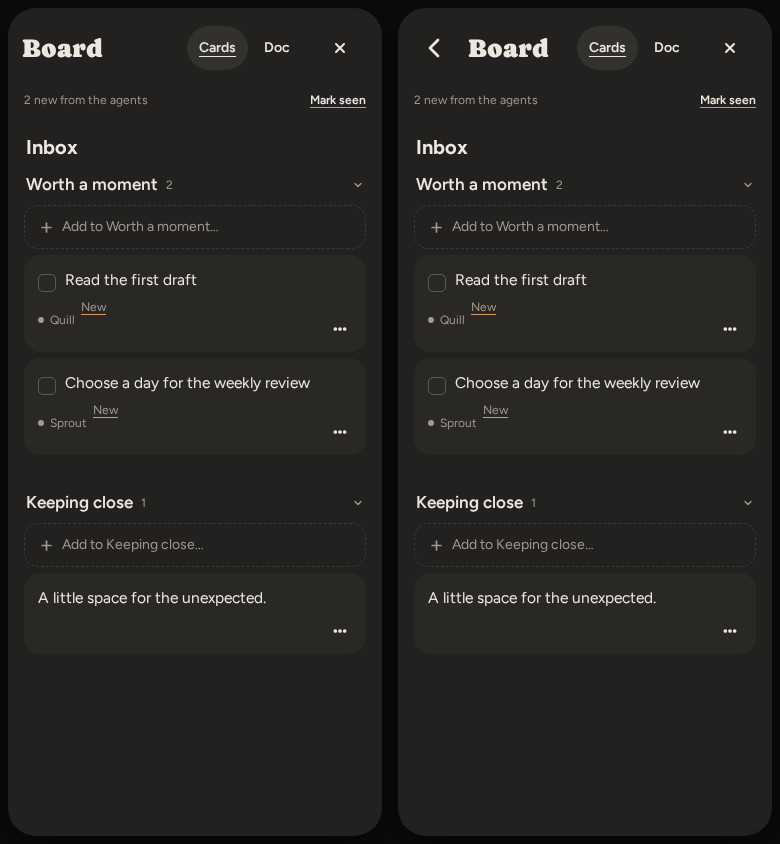 Board
Cards Doc
2 new from the agents Mark seen
Inbox
Worth a moment 2
Add to Worth a moment...
Read the first draft
New
Quill
Choose a day for the weekly review
New
Sprout
Keeping close 1
Add to Keeping close...
A little space for the unexpected.
Board
Cards Doc
2 new from the agents Mark seen
Inbox
Worth a moment 2
Add to Worth a moment...
Read the first draft
New
Quill
Choose a day for the weekly review
New
Sprout
Keeping close 1
Add to Keeping close...
A little space for the unexpected.